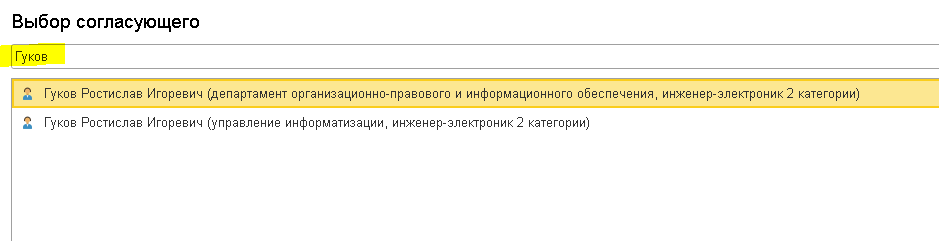 Выбор согласующего
Гуков
Гуков Ростислав Игоревич (департамент организационно-правового и информационного обеспечения, инженер-электроник 2 категории)
Гуков Ростислав Игоревич (управление информатизации, инженер-электроник 2 категории)